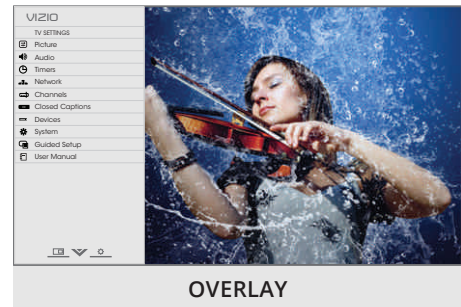 VIZIO
TV SETTINGS
Picture
Audio
Timers
Network
Channels
Closed Captions
Devices
System
Guided Setup
User Manual
OVERLAY